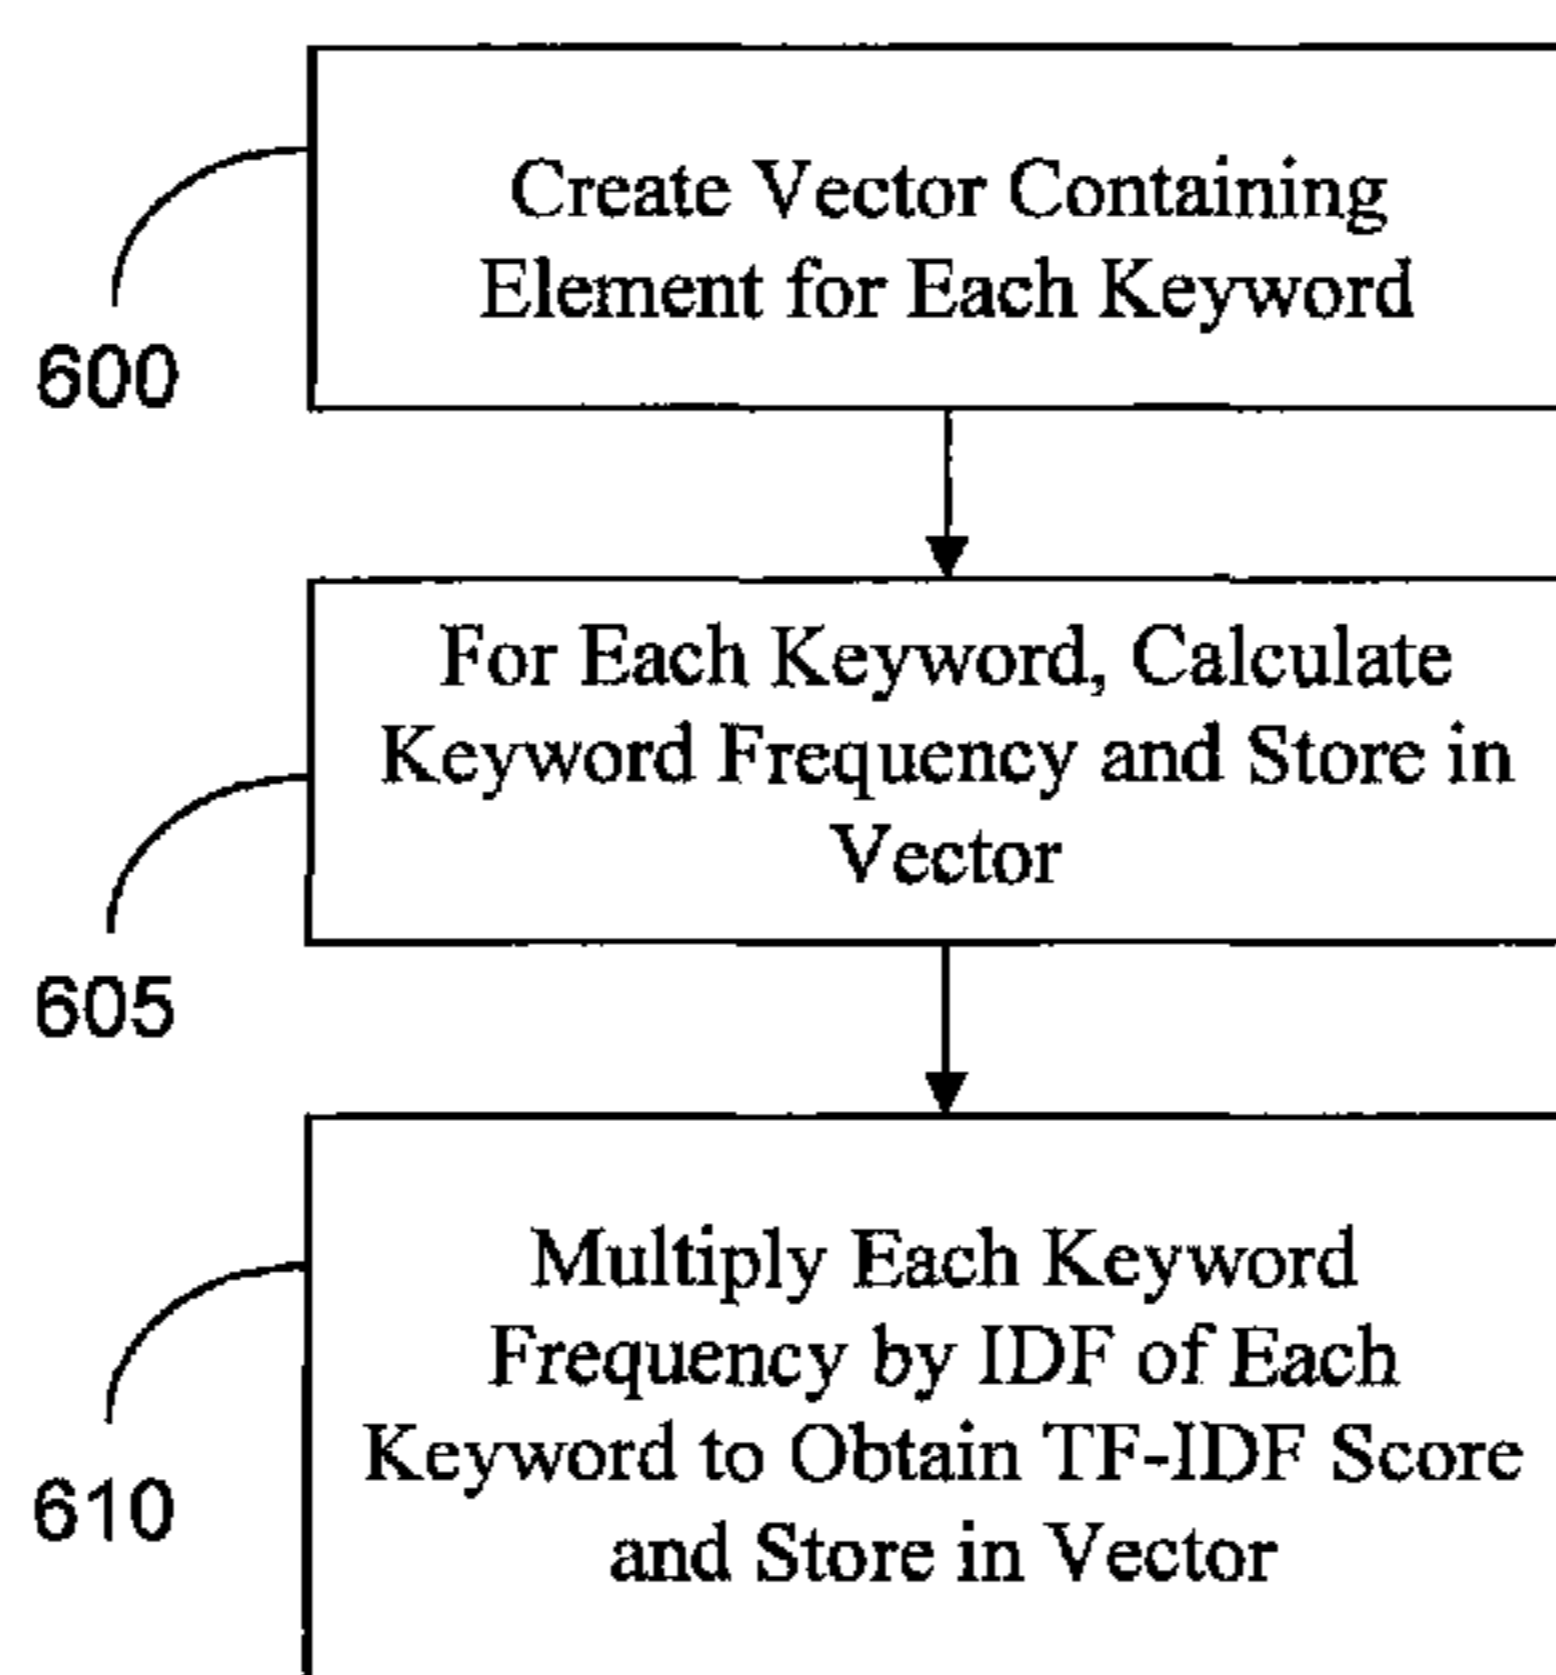 Create Vector Containing
Element for Each Keyword
600
For Each Keyword, Calculate
Keyword Frequency and Store in
Vector
605
Multiply Each Keyword
Frequency by IDF of Each
Keyword to Obtain TF-IDF Score
and Store in Vector
610